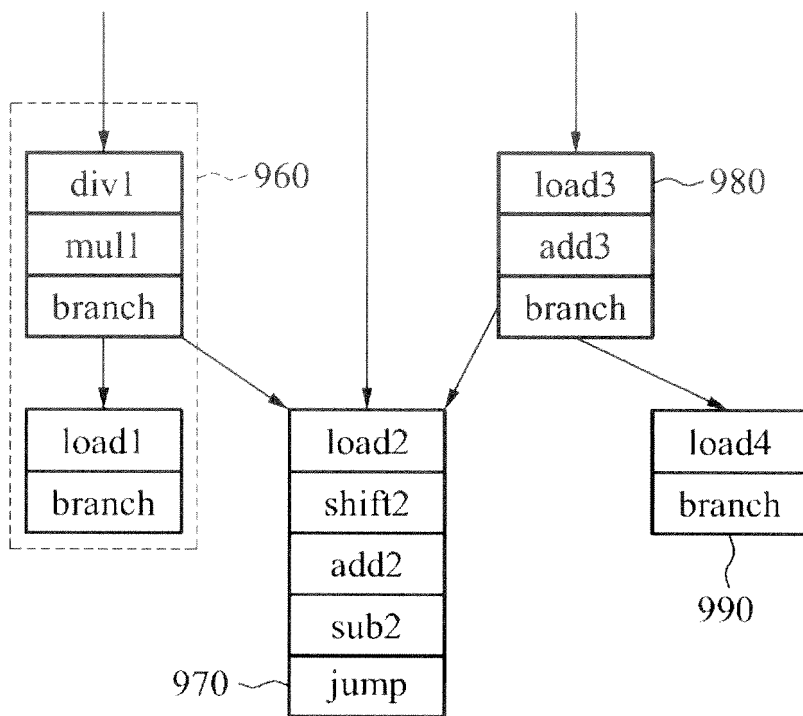 div1
mul1
branch
960
load3
add3
branch
980
load1
branch
load2
shift2
add2
sub2
jump
970
load4
branch
990